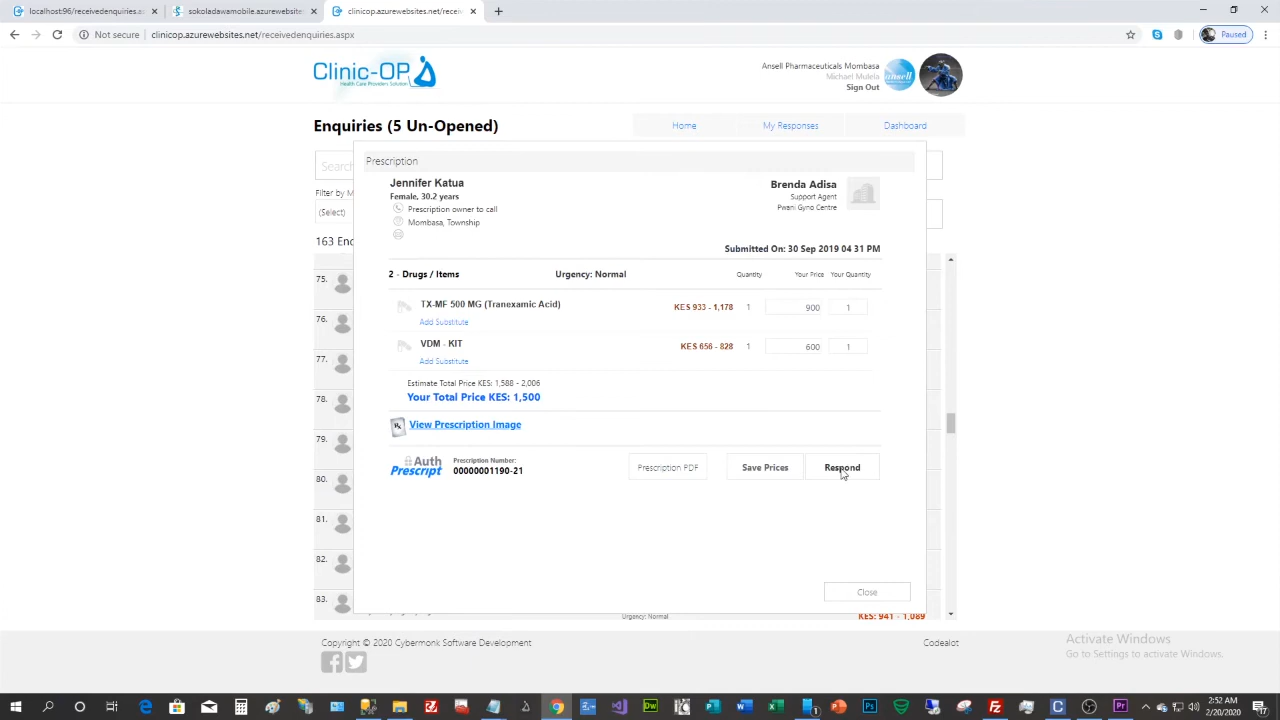 localhost:96/receivedenquiries.as
sokoladawamobile.azurewebsites
clinicop.azurewebsites.net/receive
Not secure | clinicop.azurewebsites.net/receivedenquiries.aspx
Paused
Clinic-OP
Health Care Providers Solution
Ansell Pharmaceuticals Mombasa
Michael Mulela
Sign Out
ansell
Enquiries (5 Un-Opened)
Home
My Responses
Dashboard
Search
Filter by M
(Select)
163 Enc
75.
76.
77.
78.
79.
80.
81.
82.
83.
Prescription
Jennifer Katua
Female, 30.2 years
Prescription owner to call
Mombasa, Township
Brenda Adisa
Support Agent
Pwani Gyno Centre
Submitted On: 30 Sep 2019 04 31 PM
2 - Drugs / Items Urgency: Normal Quantity Your Price Your Quantity
TX-MF 500 MG (Tranexamic Acid) KES 933 - 1,178 1 900 1
Add Substitute
VDM - KIT KES 656 - 828 1 600 1
Add Substitute
Estimate Total Price KES: 1,588 - 2,006
Your Total Price KES: 1,500
Rx
View Prescription Image
Auth
Prescript
Prescription Number:
00000001190-21
Prescription PDF
Save Prices
Respond
Close
Urgency: Normal
KES: 941 - 1,089
Copyright © 2020 Cybermonk Software Development
Codealot
Activate Windows
Go to Settings to activate Windows.
2:52 AM
2/20/2020